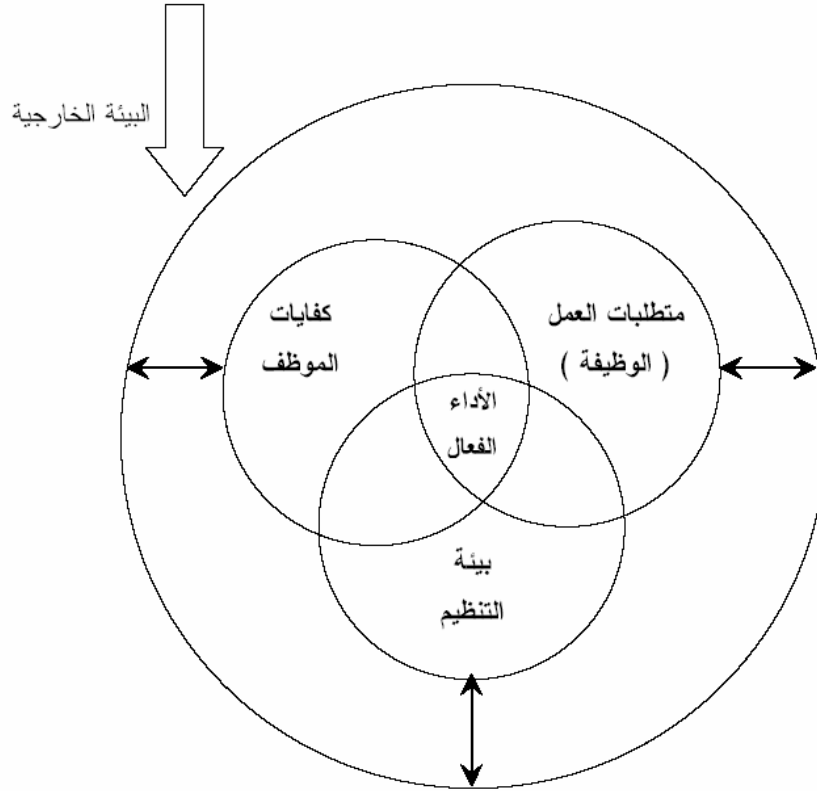 البيئة الخارجية
متطلبات العمل
( الوظيفة )
كفايات
الموظف
الأداء
الفعال
بيئة
التنظيم